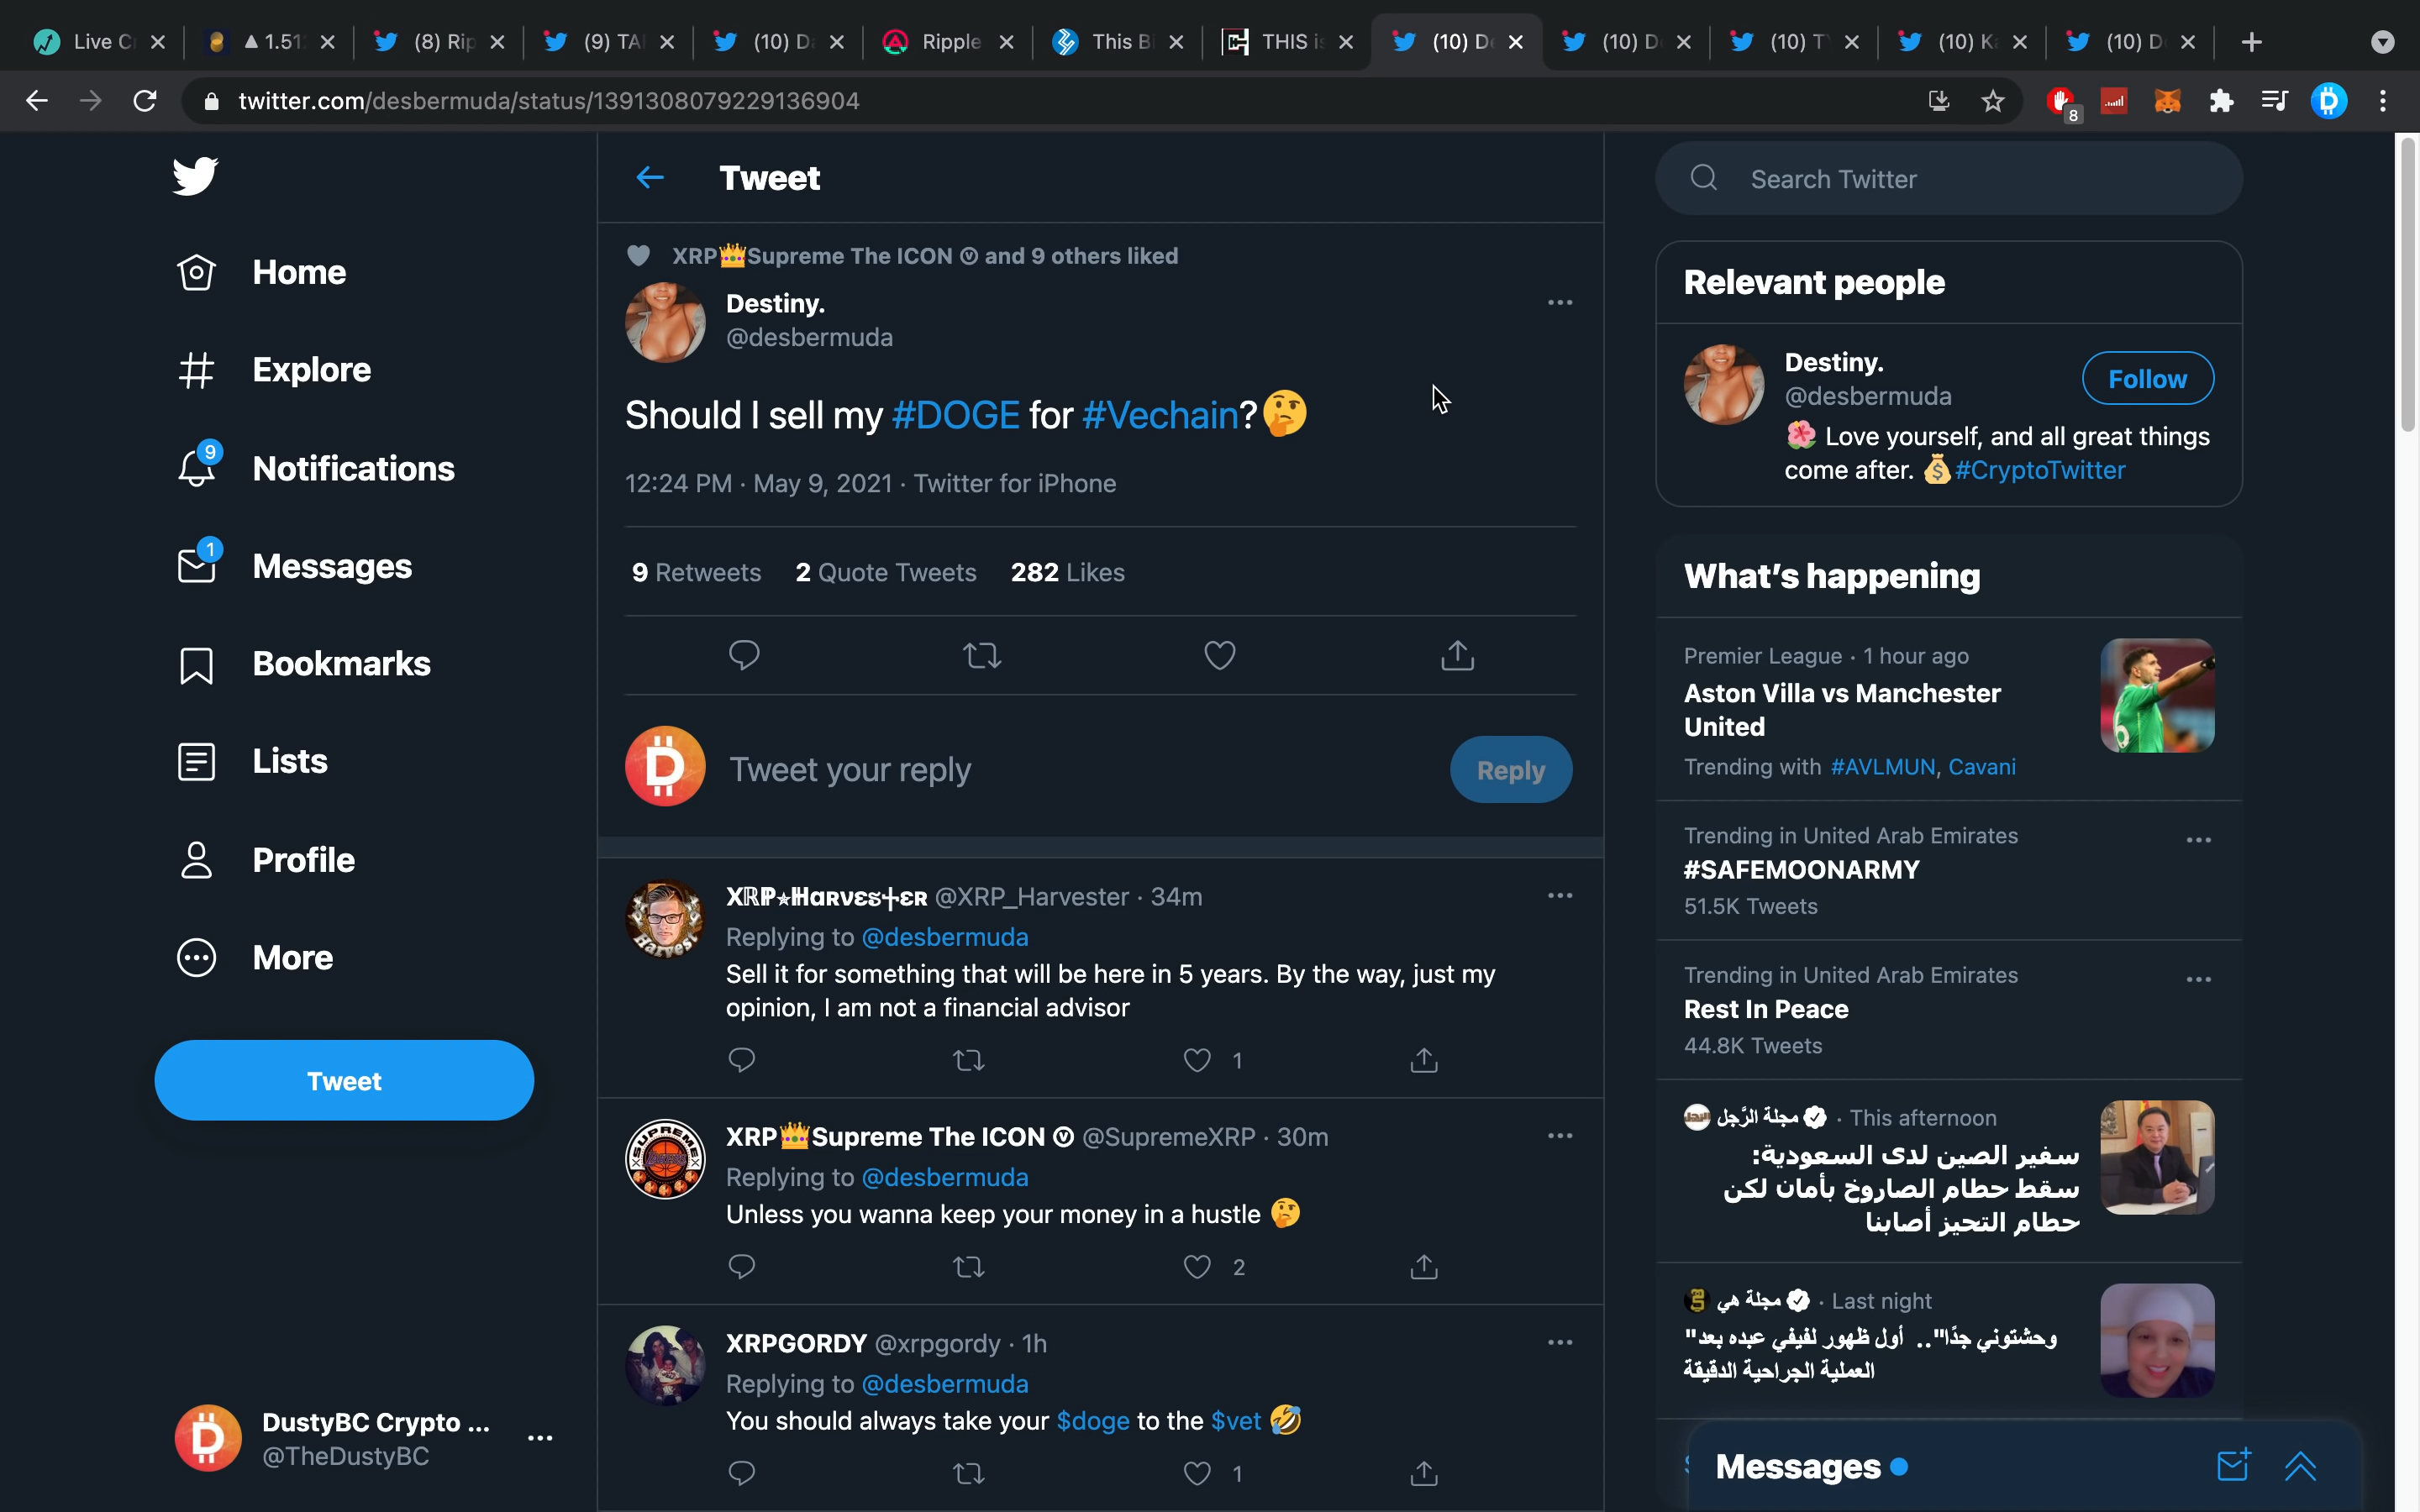 Live C
▲ 1.51
(8) Rip
(9) TA
(10) D
Ripple
This B
THIS is
(10) De
(10) D
(10) T
(10) K
(10) D
twitter.com/desbermuda/status/1391308079229136904
8
Home
Explore
9
Notifications
1
Messages
Bookmarks
Lists
Profile
More
Tweet
DustyBC Crypto ...
@TheDustyBC
Tweet
XRP👑Supreme The ICON ⓥ and 9 others liked
Destiny.
@desbermuda
Should I sell my #DOGE for #Vechain?🤔
12:24 PM · May 9, 2021 · Twitter for iPhone
9 Retweets 2 Quote Tweets 282 Likes
Tweet your reply
Reply
XℝP⭑HαʀvεꜱϯεR @XRP_Harvester · 34m
Replying to @desbermuda
Sell it for something that will be here in 5 years. By the way, just my
opinion, I am not a financial advisor
1
XRP👑Supreme The ICON ⓥ @SupremeXRP · 30m
Replying to @desbermuda
Unless you wanna keep your money in a hustle 🤔
2
XRPGORDY @xrpgordy · 1h
Replying to @desbermuda
You should always take your $doge to the $vet 🤣
1
Search Twitter
Relevant people
Destiny.
@desbermuda
Follow
🌺 Love yourself, and all great things
come after. 💰#CryptoTwitter
What's happening
Premier League · 1 hour ago
Aston Villa vs Manchester
United
Trending with #AVLMUN, Cavani
Trending in United Arab Emirates
#SAFEMOONARMY
51.5K Tweets
Trending in United Arab Emirates
Rest In Peace
44.8K Tweets
مجلة الرَّجل · This afternoon
سفير الصين لدى السعودية:
سقط حطام الصاروخ بأمان لكن
حطام التحيز أصابنا
مجلة هي · Last night
"وحشتوني جدًا".. أول ظهور لفيفي عبده بعد
العملية الجراحية الدقيقة
Messages